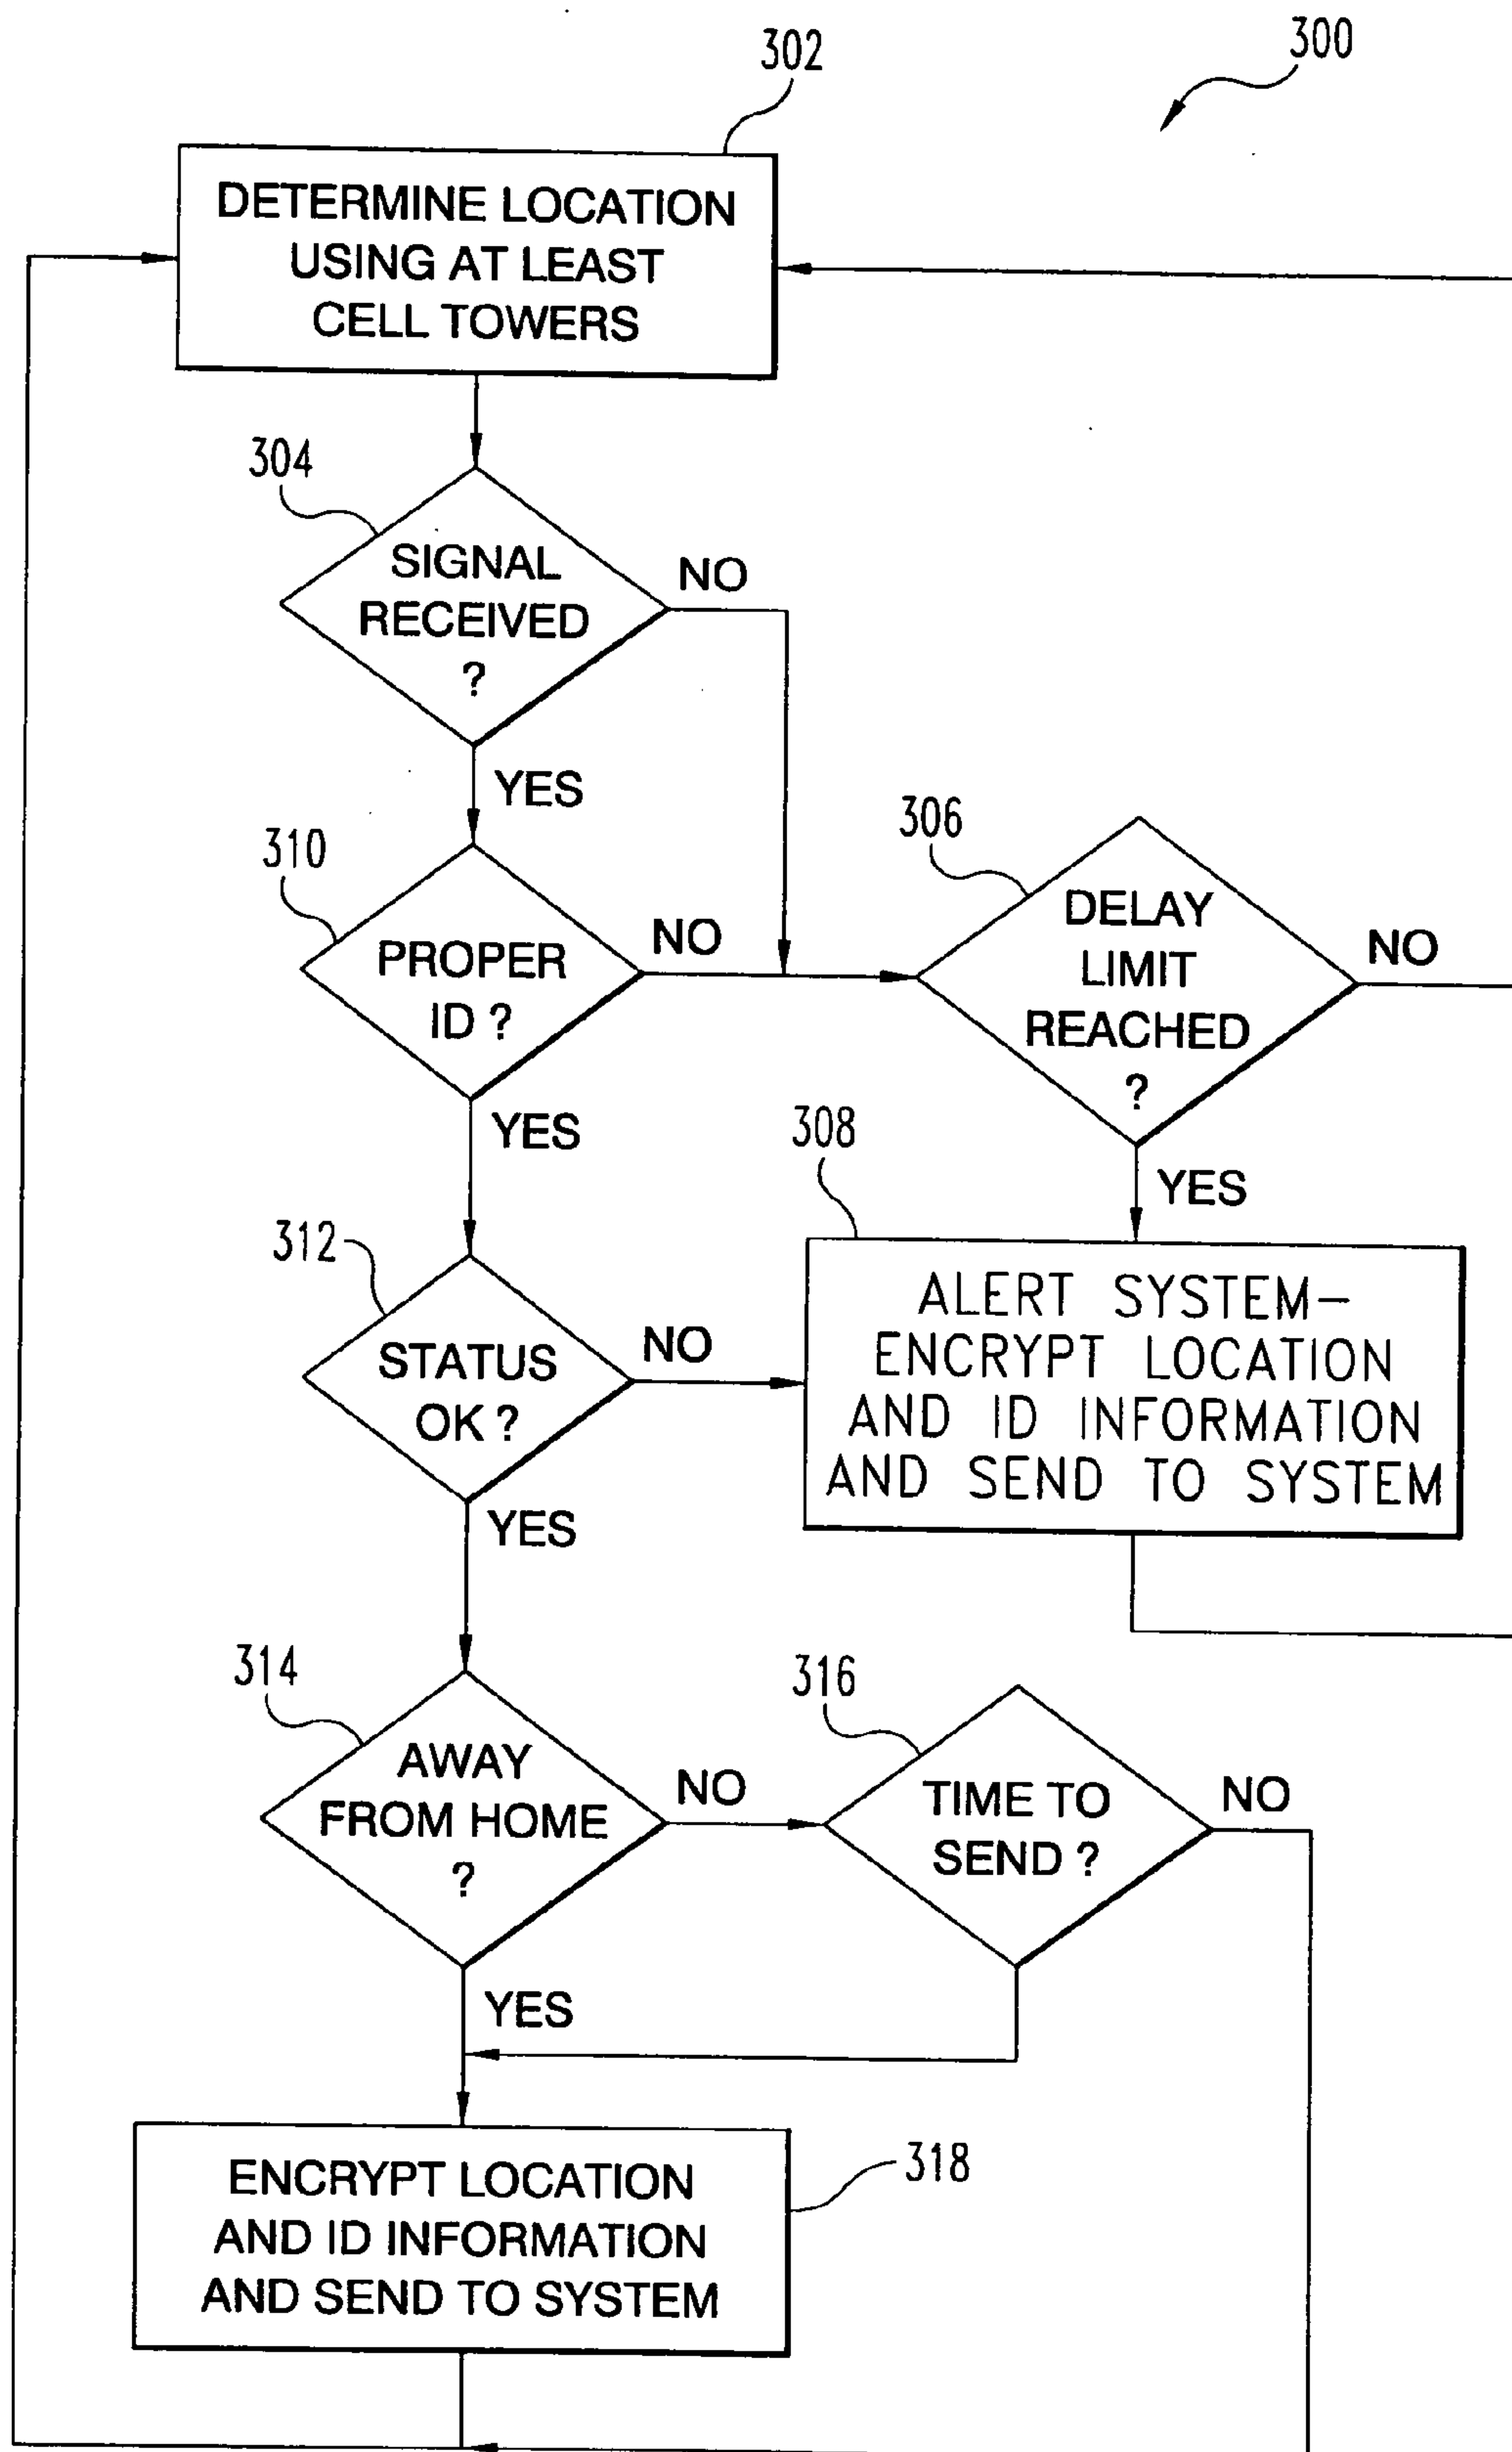 300
302
DETERMINE LOCATION
USING AT LEAST
CELL TOWERS
304
SIGNAL
RECEIVED
?
NO
YES
310
PROPER
ID ?
NO
306
DELAY
LIMIT
REACHED
?
NO
YES
YES
308
ALERT SYSTEM-
ENCRYPT LOCATION
AND ID INFORMATION
AND SEND TO SYSTEM
312
STATUS
OK ?
NO
YES
314
AWAY
FROM HOME
?
NO
316
TIME TO
SEND ?
NO
YES
318
ENCRYPT LOCATION
AND ID INFORMATION
AND SEND TO SYSTEM